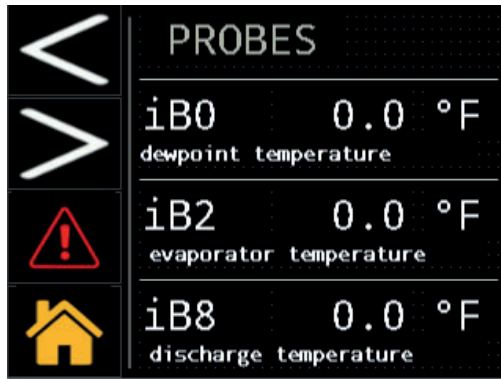 PROBES
iB0 0.0 °F
dewpoint temperature
iB2 0.0 °F
evaporator temperature
iB8 0.0 °F
discharge temperature